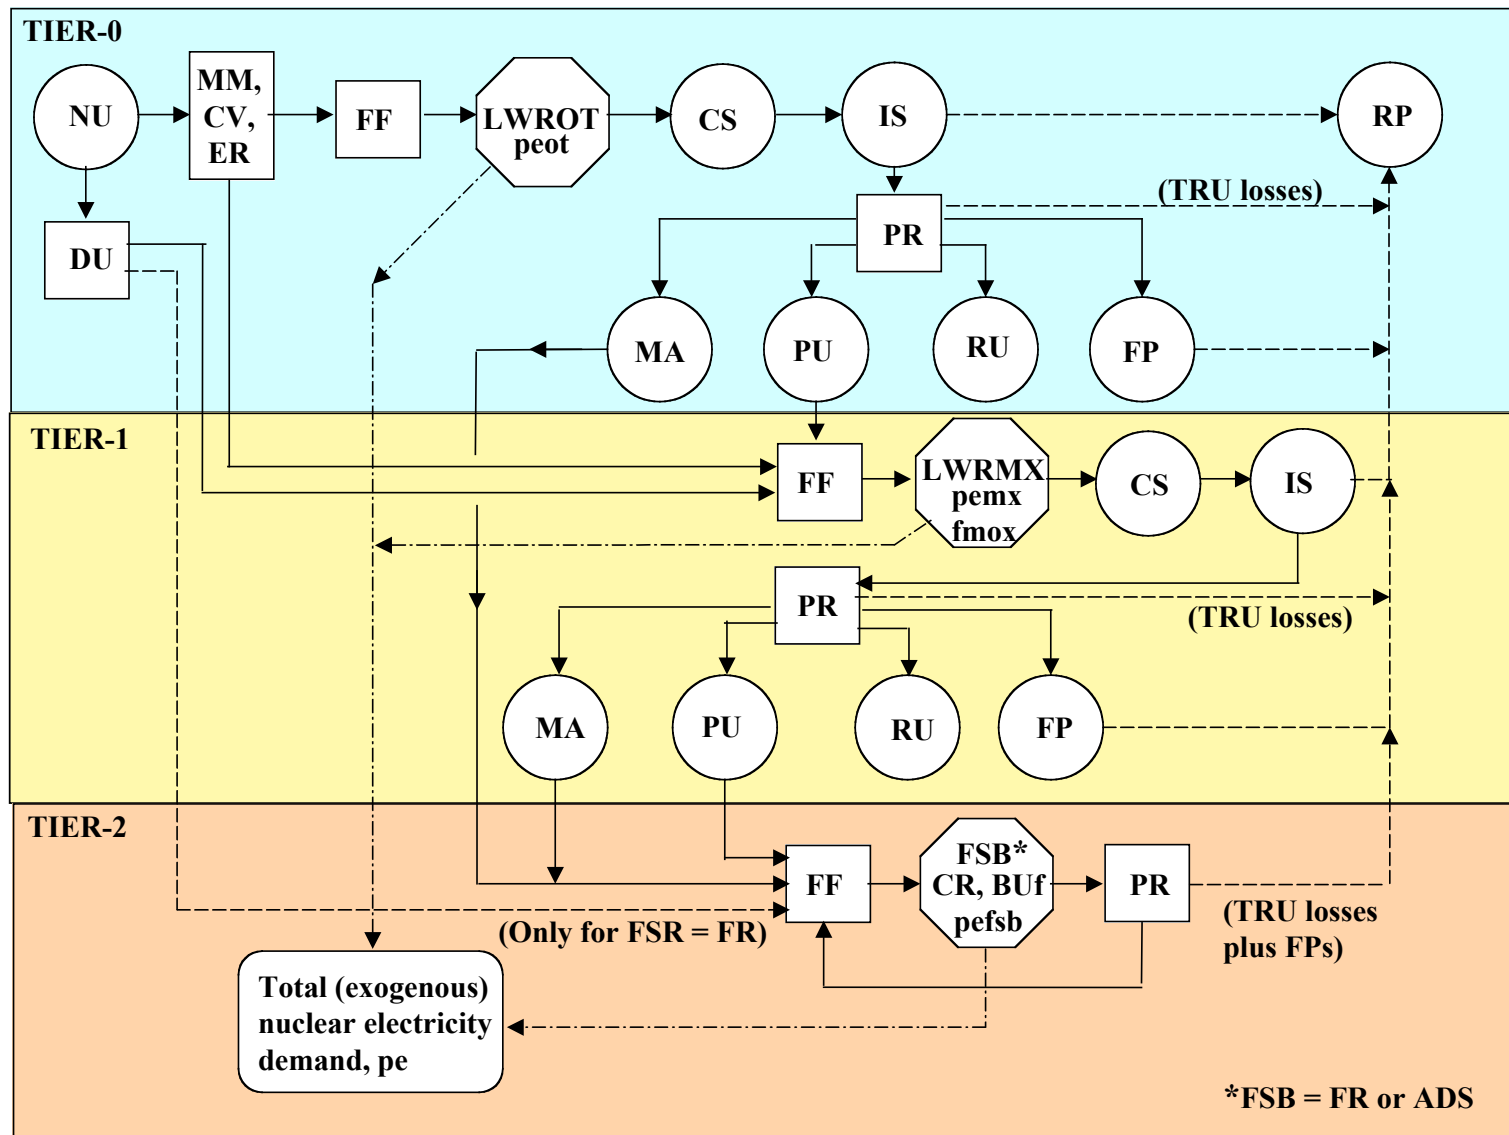 TIER-0
NU
MM,
CV,
ER
FF
LWROT
peot
CS
IS
RP
(TRU losses)
DU
PR
MA
PU
RU
FP
TIER-1
FF
LWRMX
pemx
fmox
CS
IS
PR
(TRU losses)
MA
PU
RU
FP
TIER-2
FF
FSB*
CR, BUf
pefsb
PR
(Only for FSR = FR)
(TRU losses
plus FPs)
Total (exogenous)
nuclear electricity
demand, pe
*FSB = FR or ADS